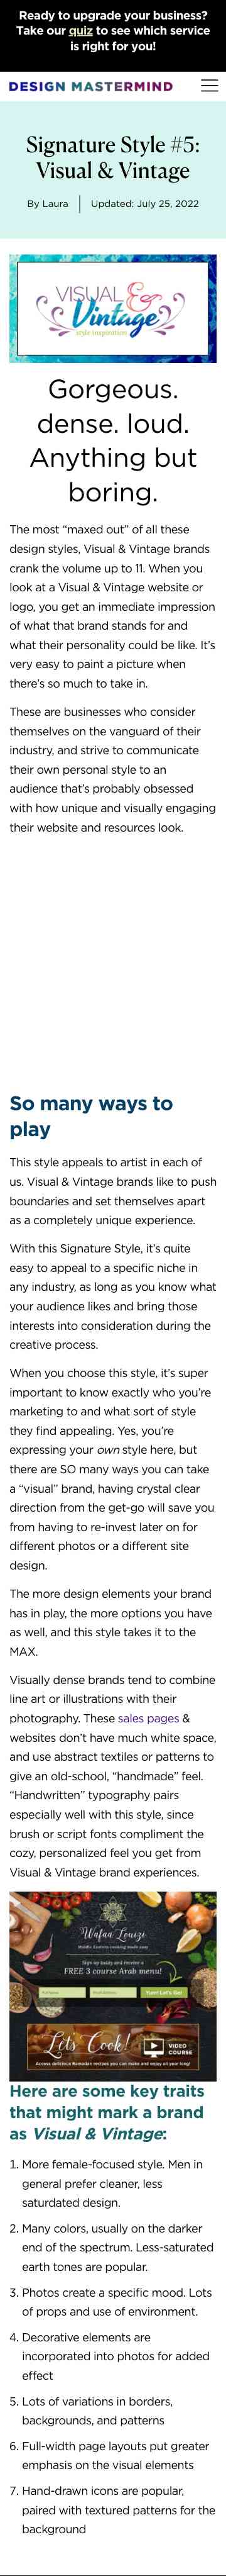 Ready to upgrade your business?
Take our quiz to see which service
is right for you!
DESIGN MASTERMIND
Signature Style #5:
Visual & Vintage
By Laura
Updated: July 25, 2022
VISUAL &
Vintage
style inspiration
Gorgeous.
dense. loud.
Anything but
boring.
The most “maxed out” of all these
design styles, Visual & Vintage brands
crank the volume up to 11. When you
look at a Visual & Vintage website or
logo, you get an immediate impression
of what that brand stands for and
what their personality could be like. It’s
very easy to paint a picture when
there’s so much to take in.
These are businesses who consider
themselves on the vanguard of their
industry, and strive to communicate
their own personal style to an
audience that’s probably obsessed
with how unique and visually engaging
their website and resources look.
So many ways to
play
This style appeals to artist in each of
us. Visual & Vintage brands like to push
boundaries and set themselves apart
as a completely unique experience.
With this Signature Style, it’s quite
easy to appeal to a specific niche in
any industry, as long as you know what
your audience likes and bring those
interests into consideration during the
creative process.
When you choose this style, it’s super
important to know exactly who you’re
marketing to and what sort of style
they find appealing. Yes, you’re
expressing your own style here, but
there are SO many ways you can take
a “visual” brand, having crystal clear
direction from the get-go will save you
from having to re-invest later on for
different photos or a different site
design.
The more design elements your brand
has in play, the more options you have
as well, and this style takes it to the
MAX.
Visually dense brands tend to combine
line art or illustrations with their
photography. These sales pages &
websites don’t have much white space,
and use abstract textiles or patterns to
give an old-school, “handmade” feel.
“Handwritten” typography pairs
especially well with this style, since
brush or script fonts compliment the
cozy, personalized feel you get from
Visual & Vintage brand experiences.
Wafaa Louizi
Middle Eastern cooking made easy
Sign up today and receive a
FREE 3 course Arab menu!
Yum! Let's Go!
Let's Cook!
VIDEO
COURSE
Access delicious Ramadan recipes you can make and enjoy all year long!
Here are some key traits
that might mark a brand
as Visual & Vintage:
1. More female-focused style. Men in
general prefer cleaner, less
saturdated design.
2. Many colors, usually on the darker
end of the spectrum. Less-saturated
earth tones are popular.
3. Photos create a specific mood. Lots
of props and use of environment.
4. Decorative elements are
incorporated into photos for added
effect
5. Lots of variations in borders,
backgrounds, and patterns
6. Full-width page layouts put greater
emphasis on the visual elements
7. Hand-drawn icons are popular,
paired with textured patterns for the
background